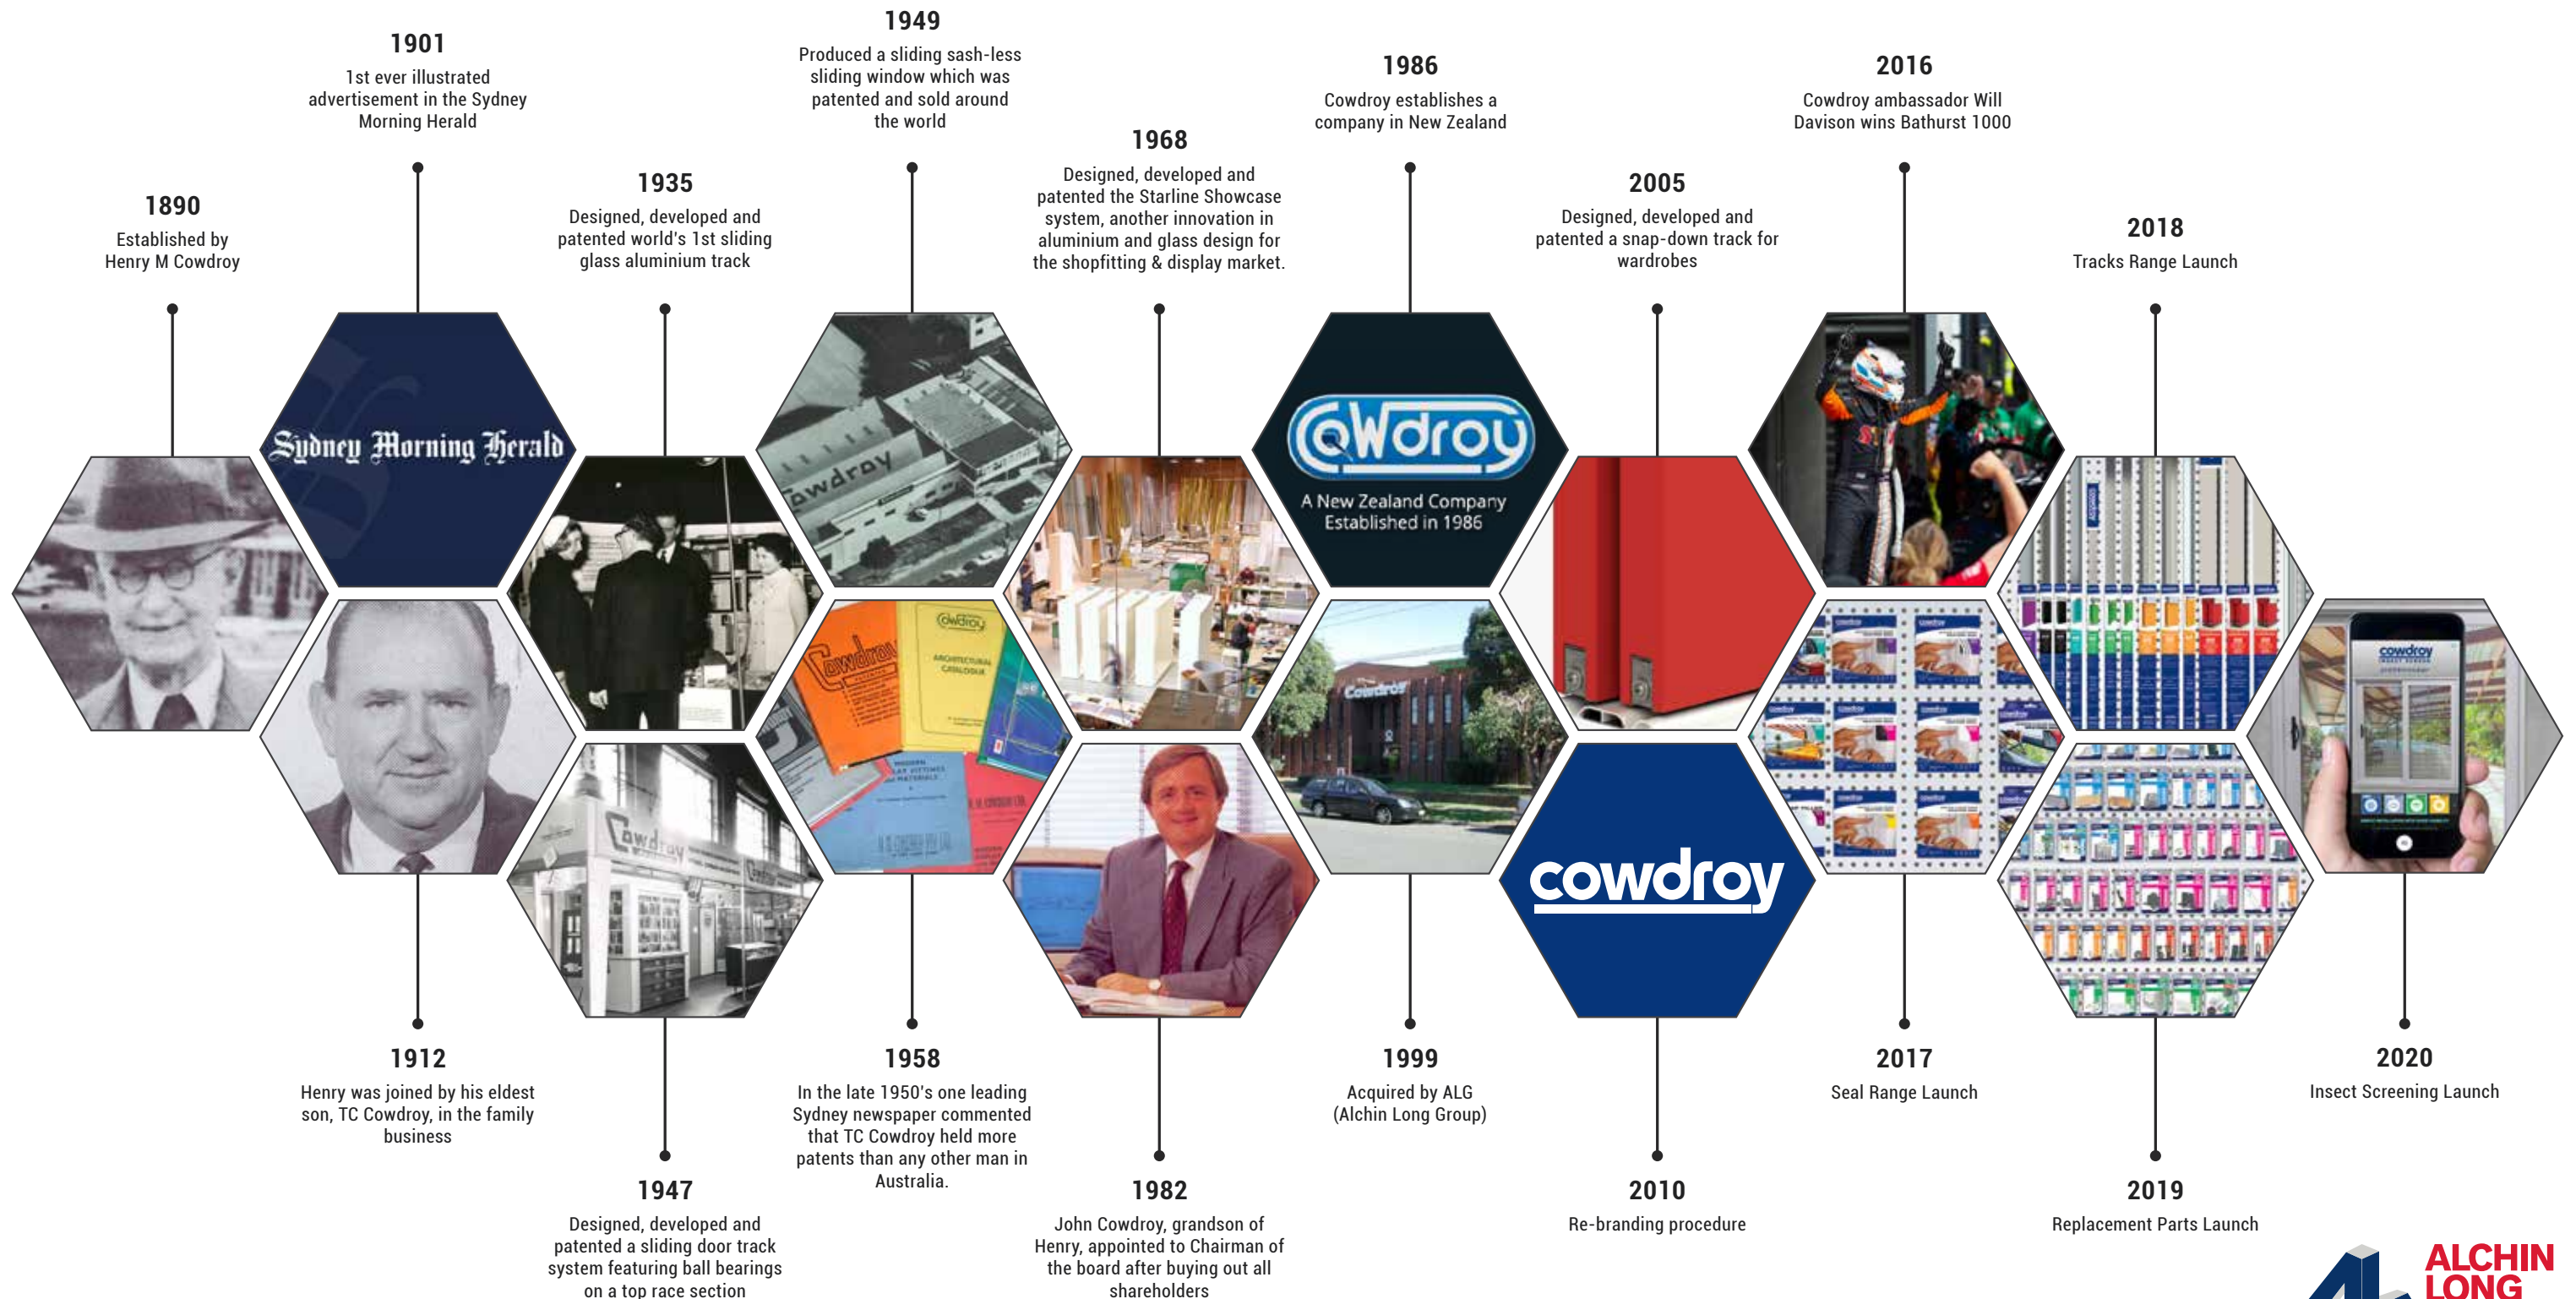 1890
Established by
Henry M Cowdroy
1901
1st ever illustrated
advertisement in the Sydney
Morning Herald
1935
Designed, developed and
patented world's 1st sliding
glass aluminium track
1949
Produced a sliding sash-less
sliding window which was
patented and sold around
the world
1968
Designed, developed and
patented the Starline Showcase
system, another innovation in
aluminium and glass design for
the shopfitting & display market.
1986
Cowdroy establishes a
company in New Zealand
2005
Designed, developed and
patented a snap-down track for
wardrobes
2016
Cowdroy ambassador Will
Davison wins Bathurst 1000
2018
Tracks Range Launch
Sydney Morning Herald
Cowdroy
Cowdroy
A New Zealand Company
Established in 1986
Cowdroy
Cowdroy
ARCHITECTURAL
CATALOGUE
MODERN
Cowdroy
Cowdroy
Cowdroy
cowdroy
cowdroy
1912
Henry was joined by his eldest
son, TC Cowdroy, in the family
business
1947
Designed, developed and
patented a sliding door track
system featuring ball bearings
on a top race section
1958
In the late 1950's one leading
Sydney newspaper commented
that TC Cowdroy held more
patents than any other man in
Australia.
1982
John Cowdroy, grandson of
Henry, appointed to Chairman of
the board after buying out all
shareholders
1999
Acquired by ALG
(Alchin Long Group)
2010
Re-branding procedure
2017
Seal Range Launch
2019
Replacement Parts Launch
2020
Insect Screening Launch
ALCHIN
LONG